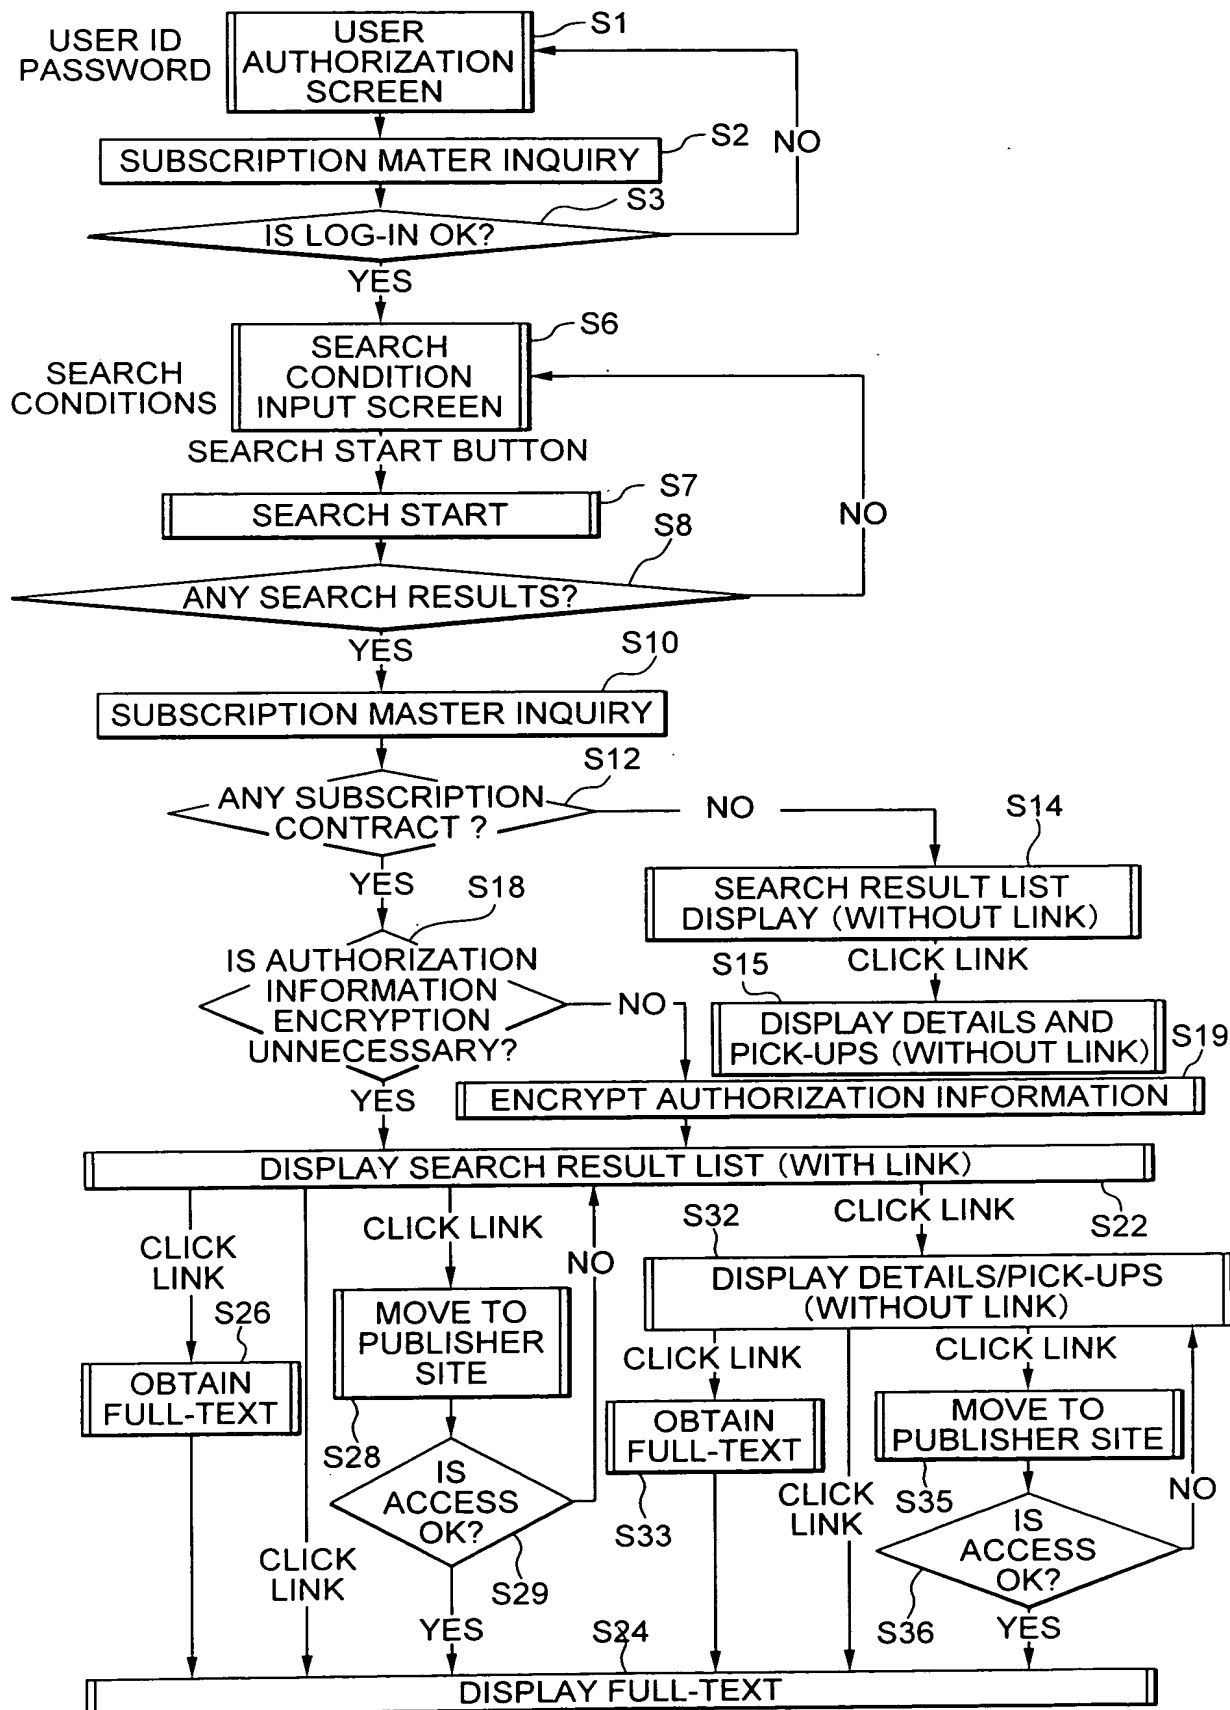 USER ID
PASSWORD
USER
AUTHORIZATION
SCREEN
S1
NO
SUBSCRIPTION MATER INQUIRY
S2
IS LOG-IN OK?
S3
YES
SEARCH
CONDITIONS
SEARCH
CONDITION
INPUT SCREEN
S6
SEARCH START BUTTON
SEARCH START
S7
NO
ANY SEARCH RESULTS?
S8
YES
S10
SUBSCRIPTION MASTER INQUIRY
S12
ANY SUBSCRIPTION
CONTRACT ?
NO
S14
YES
SEARCH RESULT LIST
DISPLAY (WITHOUT LINK)
S18
CLICK LINK
IS AUTHORIZATION
INFORMATION
ENCRYPTION
UNNECESSARY?
NO
S15
DISPLAY DETAILS AND
PICK-UPS (WITHOUT LINK)
S19
YES
ENCRYPT AUTHORIZATION INFORMATION
DISPLAY SEARCH RESULT LIST (WITH LINK)
S22
CLICK
LINK
CLICK LINK
NO
S32
CLICK LINK
DISPLAY DETAILS/PICK-UPS
(WITHOUT LINK)
S26
OBTAIN
FULL-TEXT
MOVE TO
PUBLISHER
SITE
S28
CLICK LINK
CLICK LINK
OBTAIN
FULL-TEXT
S33
MOVE TO
PUBLISHER SITE
S35
NO
IS
ACCESS
OK?
S29
CLICK
LINK
CLICK
LINK
IS
ACCESS
OK?
S36
YES
YES
S24
DISPLAY FULL-TEXT